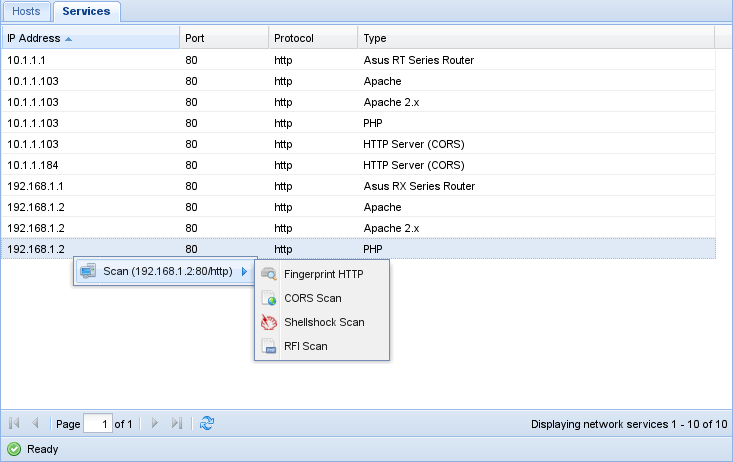 Hosts Services
IP Address Port Protocol Type
10.1.1.1 80 http Asus RT Series Router
10.1.1.103 80 http Apache
10.1.1.103 80 http Apache 2.x
10.1.1.103 80 http PHP
10.1.1.103 80 http HTTP Server (CORS)
10.1.1.184 80 http HTTP Server (CORS)
192.168.1.1 80 http Asus RX Series Router
192.168.1.2 80 http Apache
192.168.1.2 80 http Apache 2.x
192.168.1.2 80 http PHP
Scan (192.168.1.2:80/http)
Fingerprint HTTP
CORS Scan
Shellshock Scan
RFI Scan
Page 1 of 1 Displaying network services 1 - 10 of 10
Ready